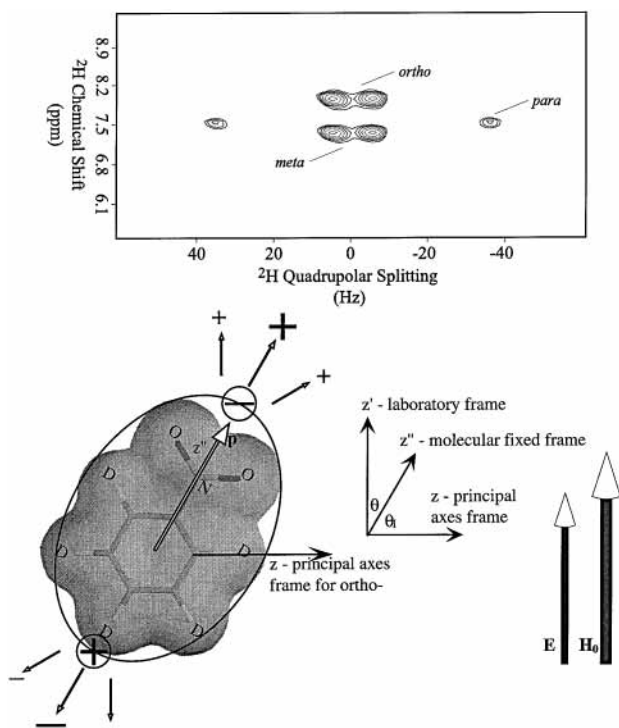 ²H Chemical Shift
(ppm)
8.9
8.2
7.5
6.8
6.1
ortho
para
meta
40
20
0
-20
-40
²H Quadrupolar Splitting
(Hz)
+
+
+
−
O
z''
p
D
N
O
D
D
z - principal axes
frame for ortho-
D
D
+
−
−
z' - laboratory frame
z'' - molecular fixed frame
θ
θᵢ
z - principal
axes frame
E
H₀